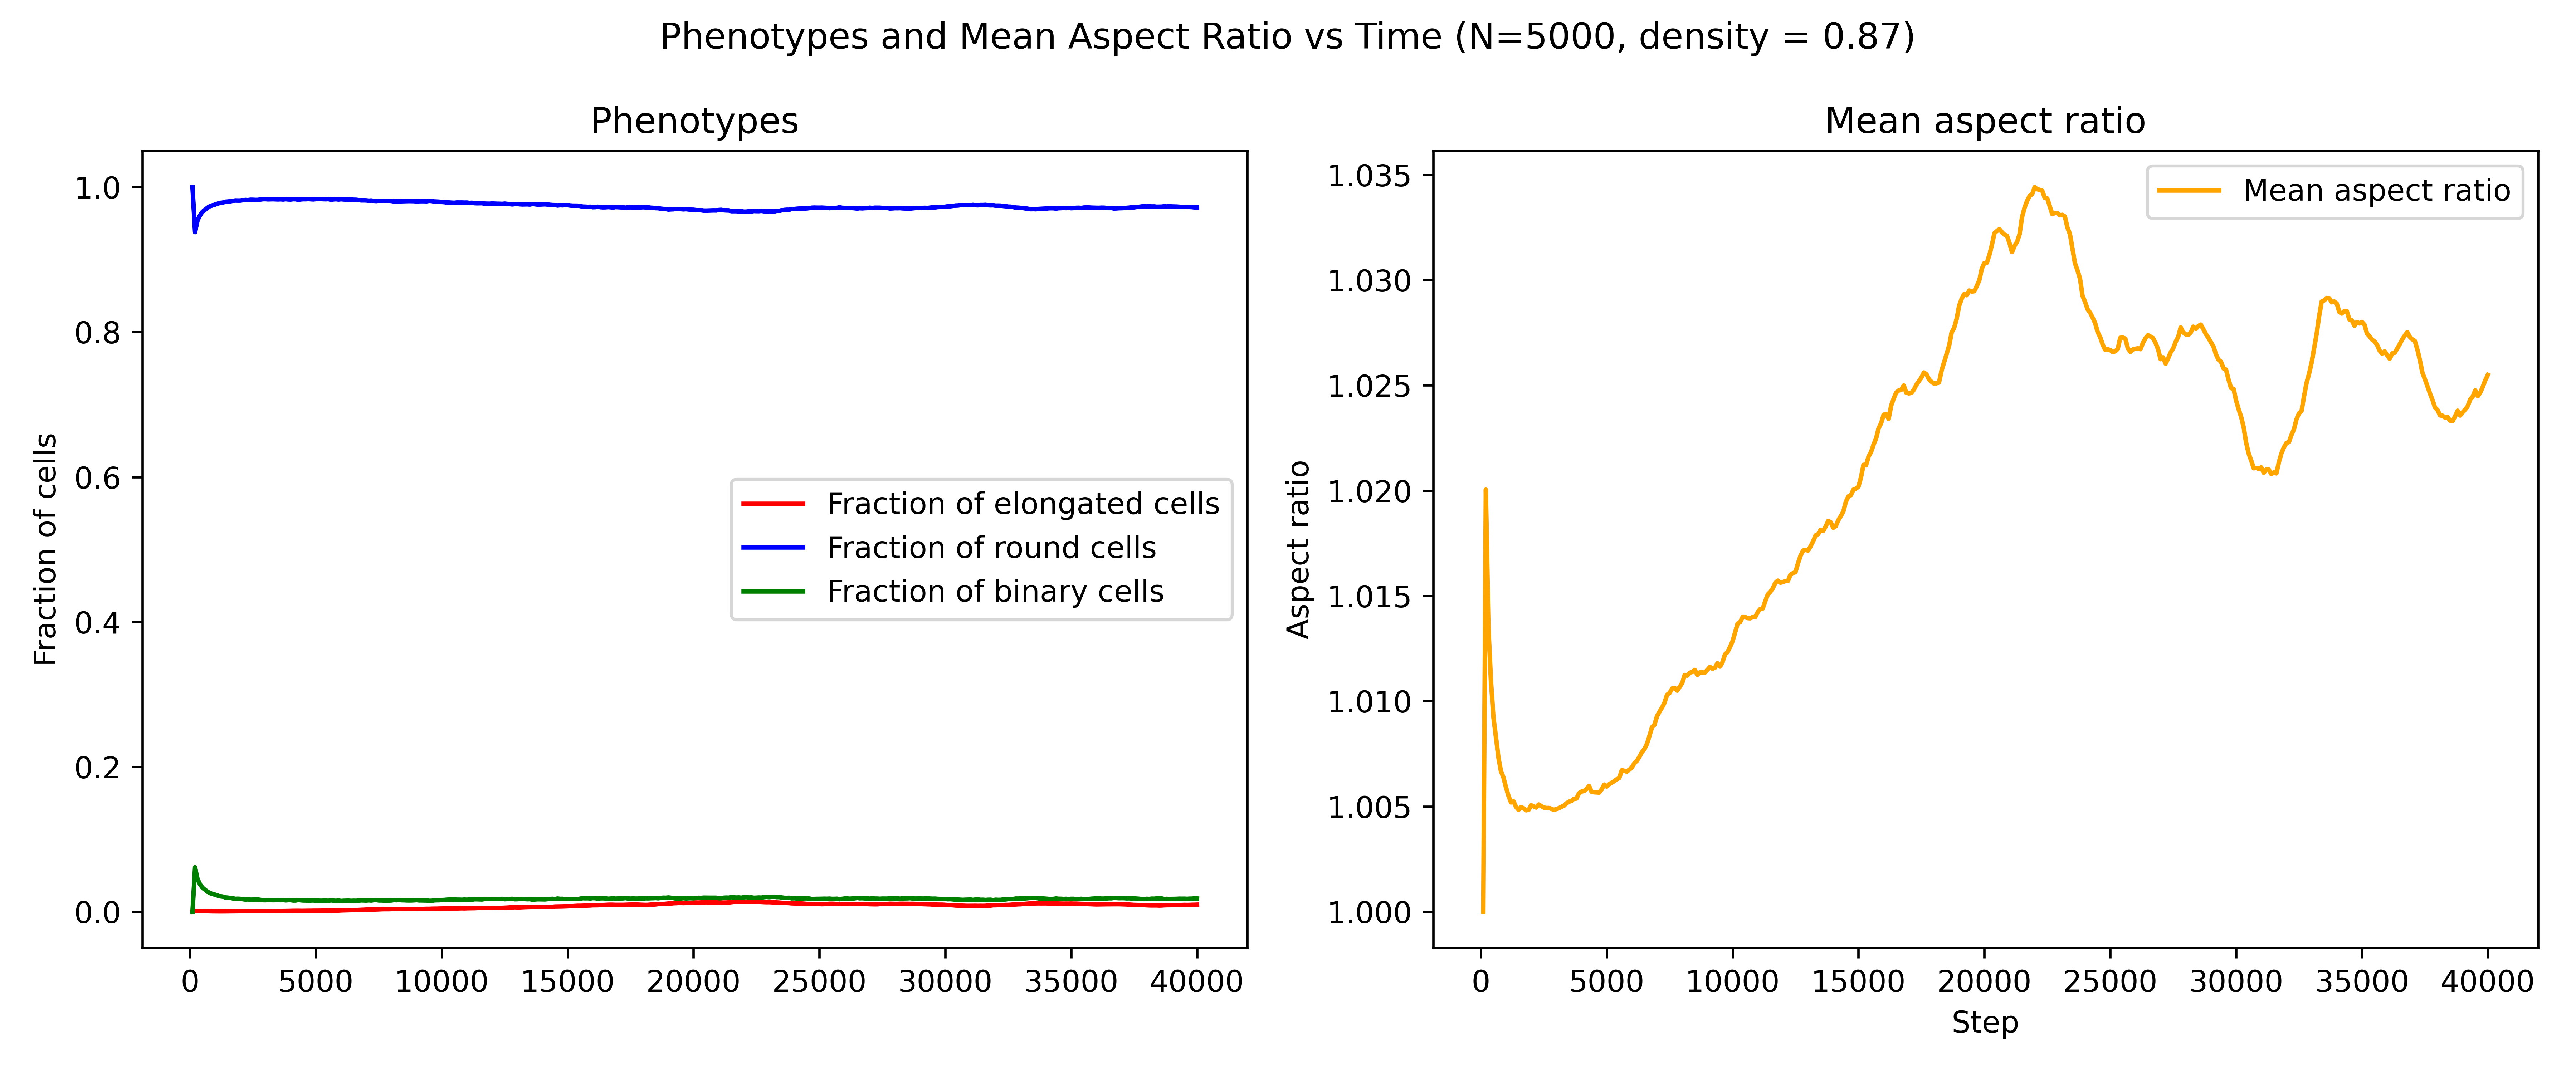 Phenotypes and Mean Aspect Ratio vs Time (N=5000, density = 0.87)
Phenotypes
Fraction of cells
1.0
0.8
0.6
0.4
0.2
0.0
Fraction of elongated cells
Fraction of round cells
Fraction of binary cells
0 5000 10000 15000 20000 25000 30000 35000 40000
Mean aspect ratio
Aspect ratio
1.035
1.030
1.025
1.020
1.015
1.010
1.005
1.000
Mean aspect ratio
0 5000 10000 15000 20000 25000 30000 35000 40000
Step